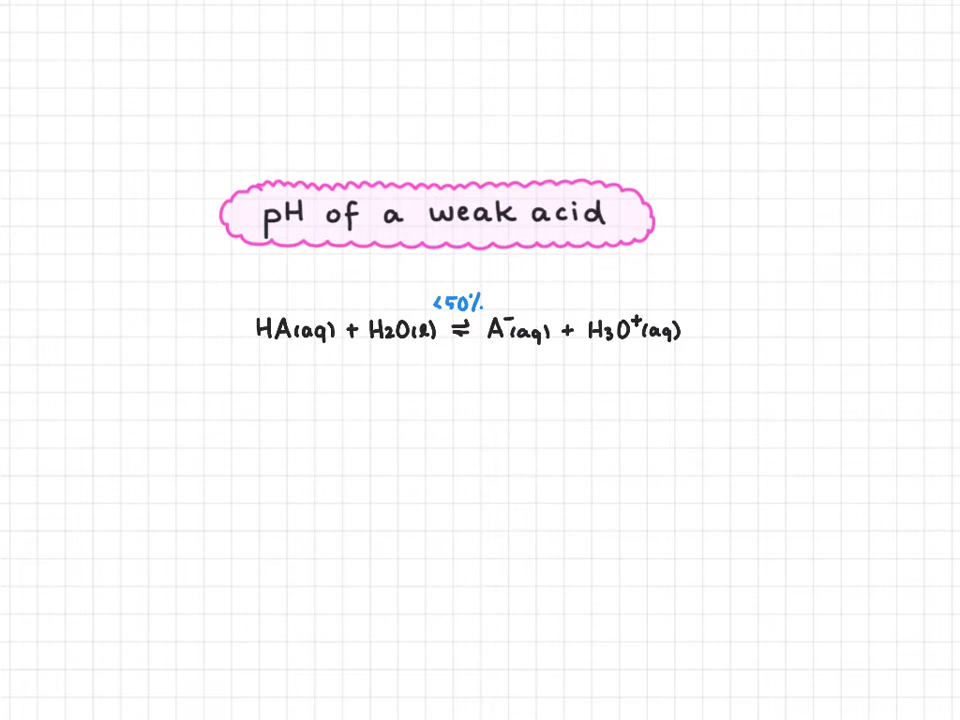 pH of a weak acid
<50%
HA(aq) + H2O(l) ⇌ A⁻(aq) + H3O⁺(aq)